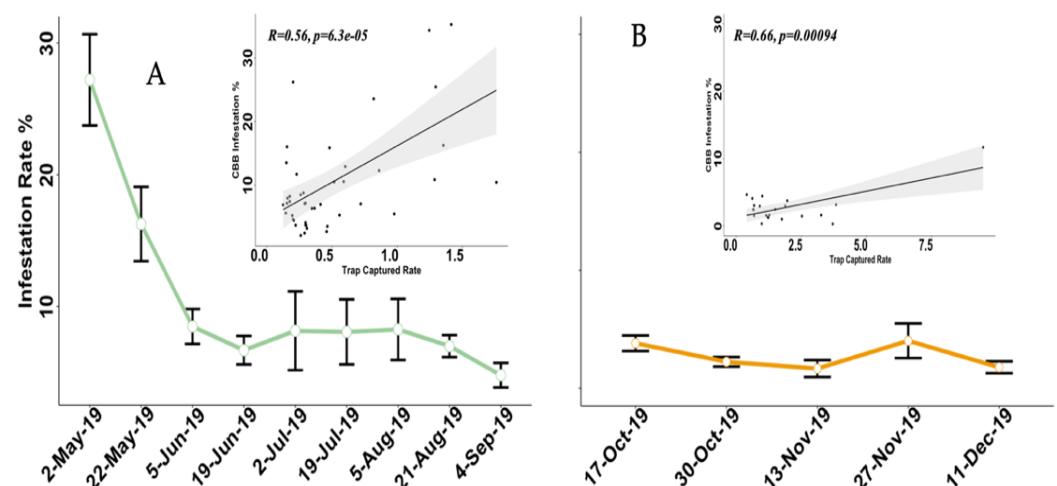 A
Infestation Rate %
30
20
10
2-May-19
22-May-19
5-Jun-19
19-Jun-19
2-Jul-19
19-Jul-19
5-Aug-19
21-Aug-19
4-Sep-19
R=0.56, p=6.3e-05
CBB Infestation %
30
20
10
0.0
0.5
1.0
1.5
Trap Captured Rate
B
17-Oct-19
30-Oct-19
13-Nov-19
27-Nov-19
11-Dec-19
R=0.66, p=0.00094
CBB Infestation %
30
20
10
0
0.0
2.5
5.0
7.5
Trap Captured Rate